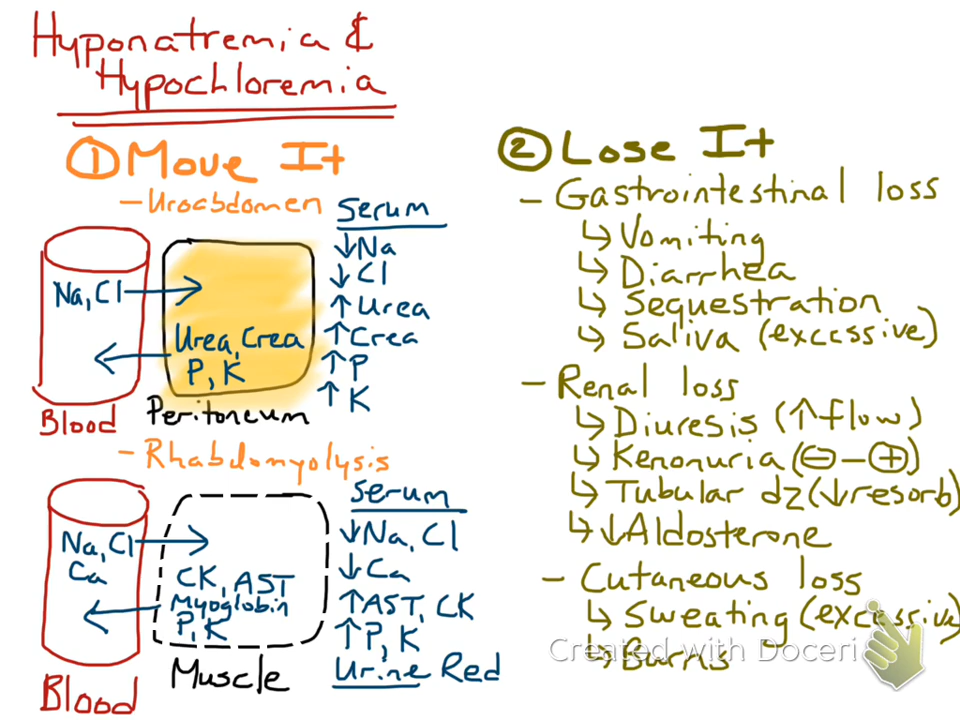 Hyponatremia &
Hypochloremia
① Move It
- Uroabdomen
Serum
↓Na
↓Cl
↑Urea
↑Crea
↑P
↑K
Na, Cl
Urea, Crea
P, K
Blood
Peritoneum
- Rhabdomyolysis
Serum
↓Na, Cl
↓Ca
↑AST, CK
↑P, K
Urine Red
Na, Cl
Ca
CK, AST
Myoglobin
P, K
Blood
Muscle
② Lose It
- Gastrointestinal loss
↳ Vomiting
↳ Diarrhea
↳ Sequestration
↳ Saliva (excessive)
- Renal loss
↳ Diuresis (↑flow)
↳ Kenonuria (⊖-⊕)
↳ Tubular dz (↓resorb)
↳ ↓Aldosterone
- Cutaneous loss
↳ Sweating (excessive)
↳ Burns
Created with Doceri